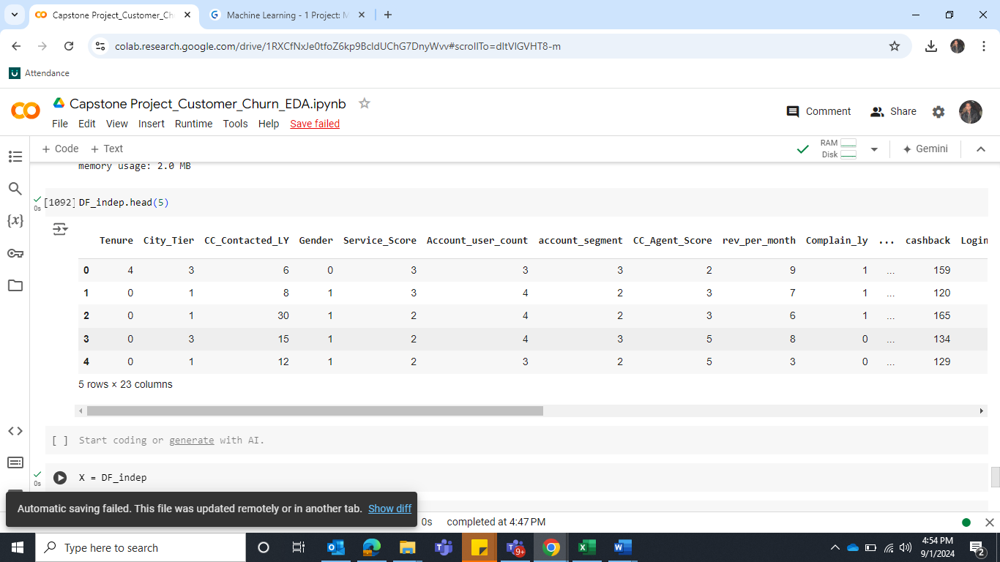 Capstone Project_Customer_Ch
Machine Learning - 1 Project: M
colab.research.google.com/drive/1RXCfNxJe0tfoZ6kp9BcldUChG7DnyWvv#scrollTo=dItVlGVHT8-m
Attendance
Capstone Project_Customer_Churn_EDA.ipynb
File Edit View Insert Runtime Tools Help Save failed
Comment Share
+ Code + Text
RAM
Disk
Gemini
memory usage: 2.0 MB
[1092] DF_indep.head(5)
0s
Tenure City_Tier CC_Contacted_LY Gender Service_Score Account_user_count account_segment CC_Agent_Score rev_per_month Complain_ly ... cashback Login
0 4 3 6 0 3 3 3 2 9 1 ... 159
1 0 1 8 1 3 4 2 3 7 1 ... 120
2 0 1 30 1 2 4 2 3 6 1 ... 165
3 0 3 15 1 2 4 3 5 8 0 ... 134
4 0 1 12 1 2 3 2 5 3 0 ... 129
5 rows × 23 columns
[ ] Start coding or generate with AI.
X = DF_indep
0s
Automatic saving failed. This file was updated remotely or in another tab. Show diff
0s completed at 4:47 PM
Type here to search
9+
4:54 PM
9/1/2024
2